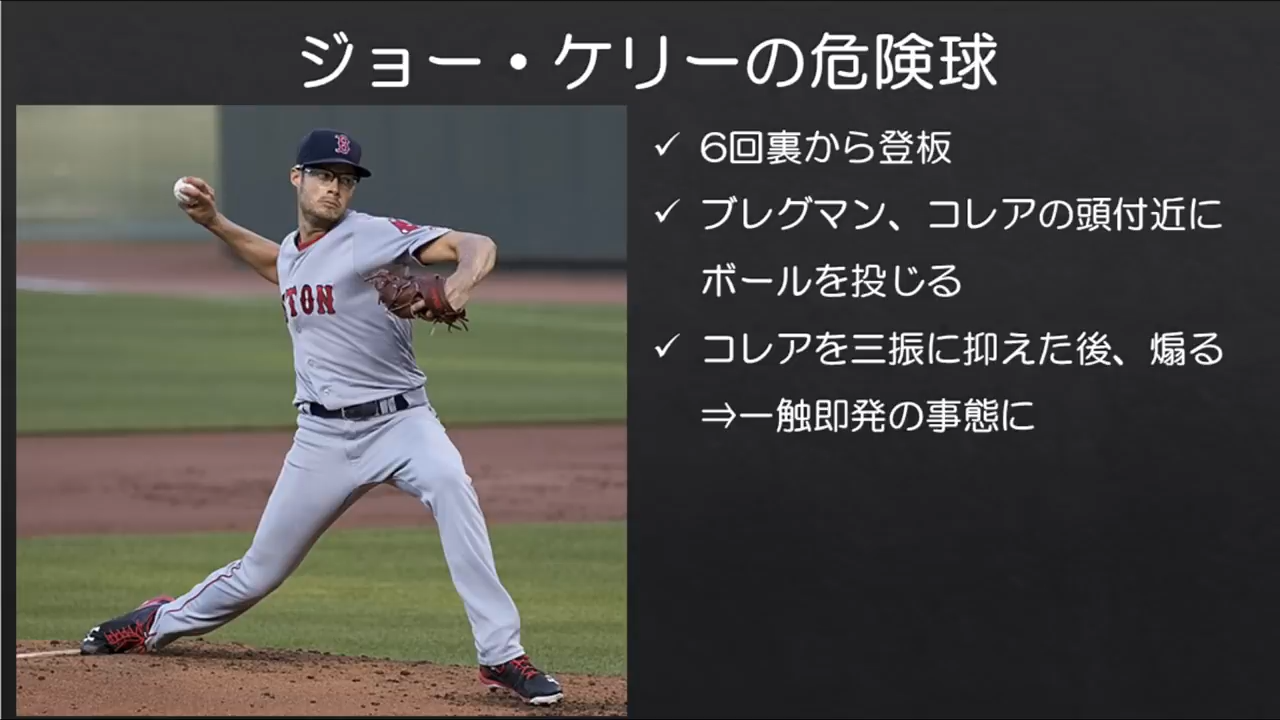 ジョー・ケリーの危険球
✓ 6回裏から登板
✓ ブレグマン、コレアの頭付近に
ボールを投じる
✓ コレアを三振に抑えた後、煽る
⇒一触即発の事態に
B
TON